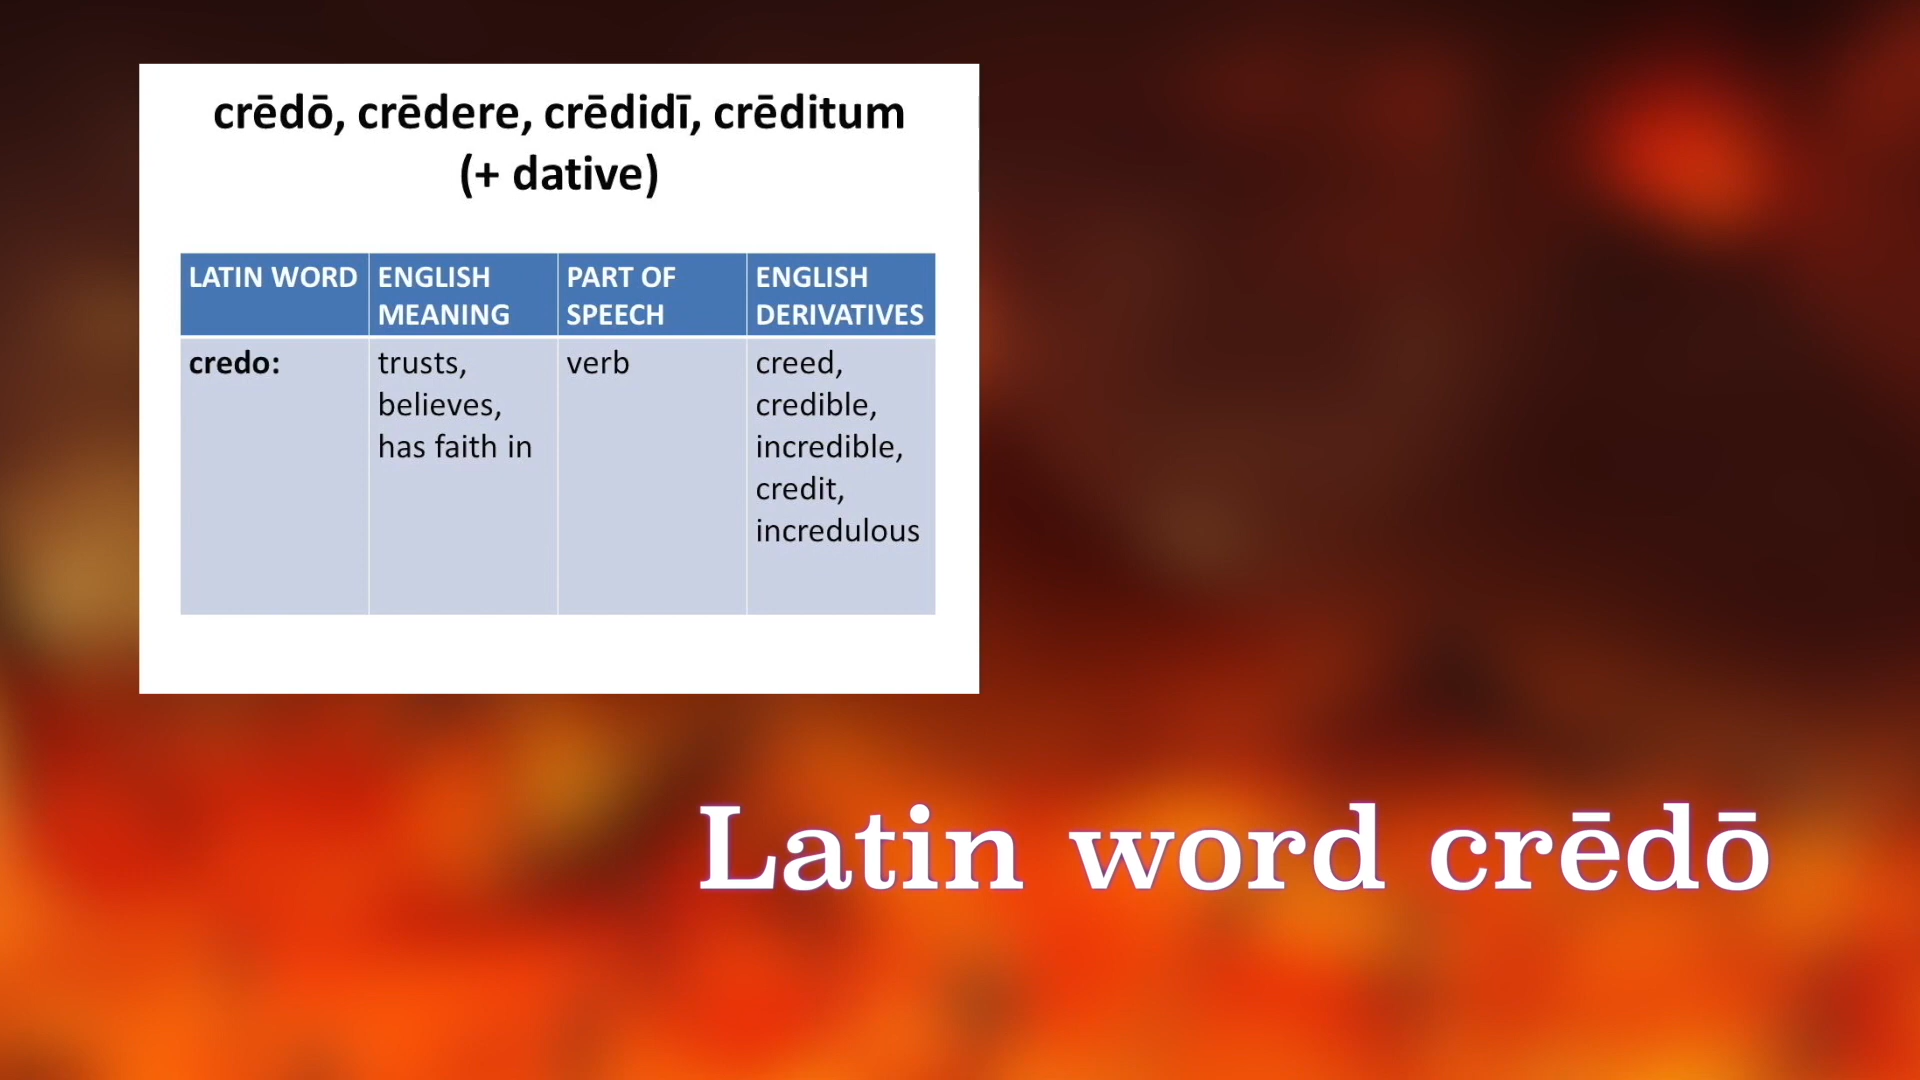 crēdō, crēdere, crēdidī, crēditum
(+ dative)
LATIN WORD
ENGLISH
MEANING
PART OF
SPEECH
ENGLISH
DERIVATIVES
credo:
trusts,
believes,
has faith in
verb
creed,
credible,
incredible,
credit,
incredulous
Latin word crēdō